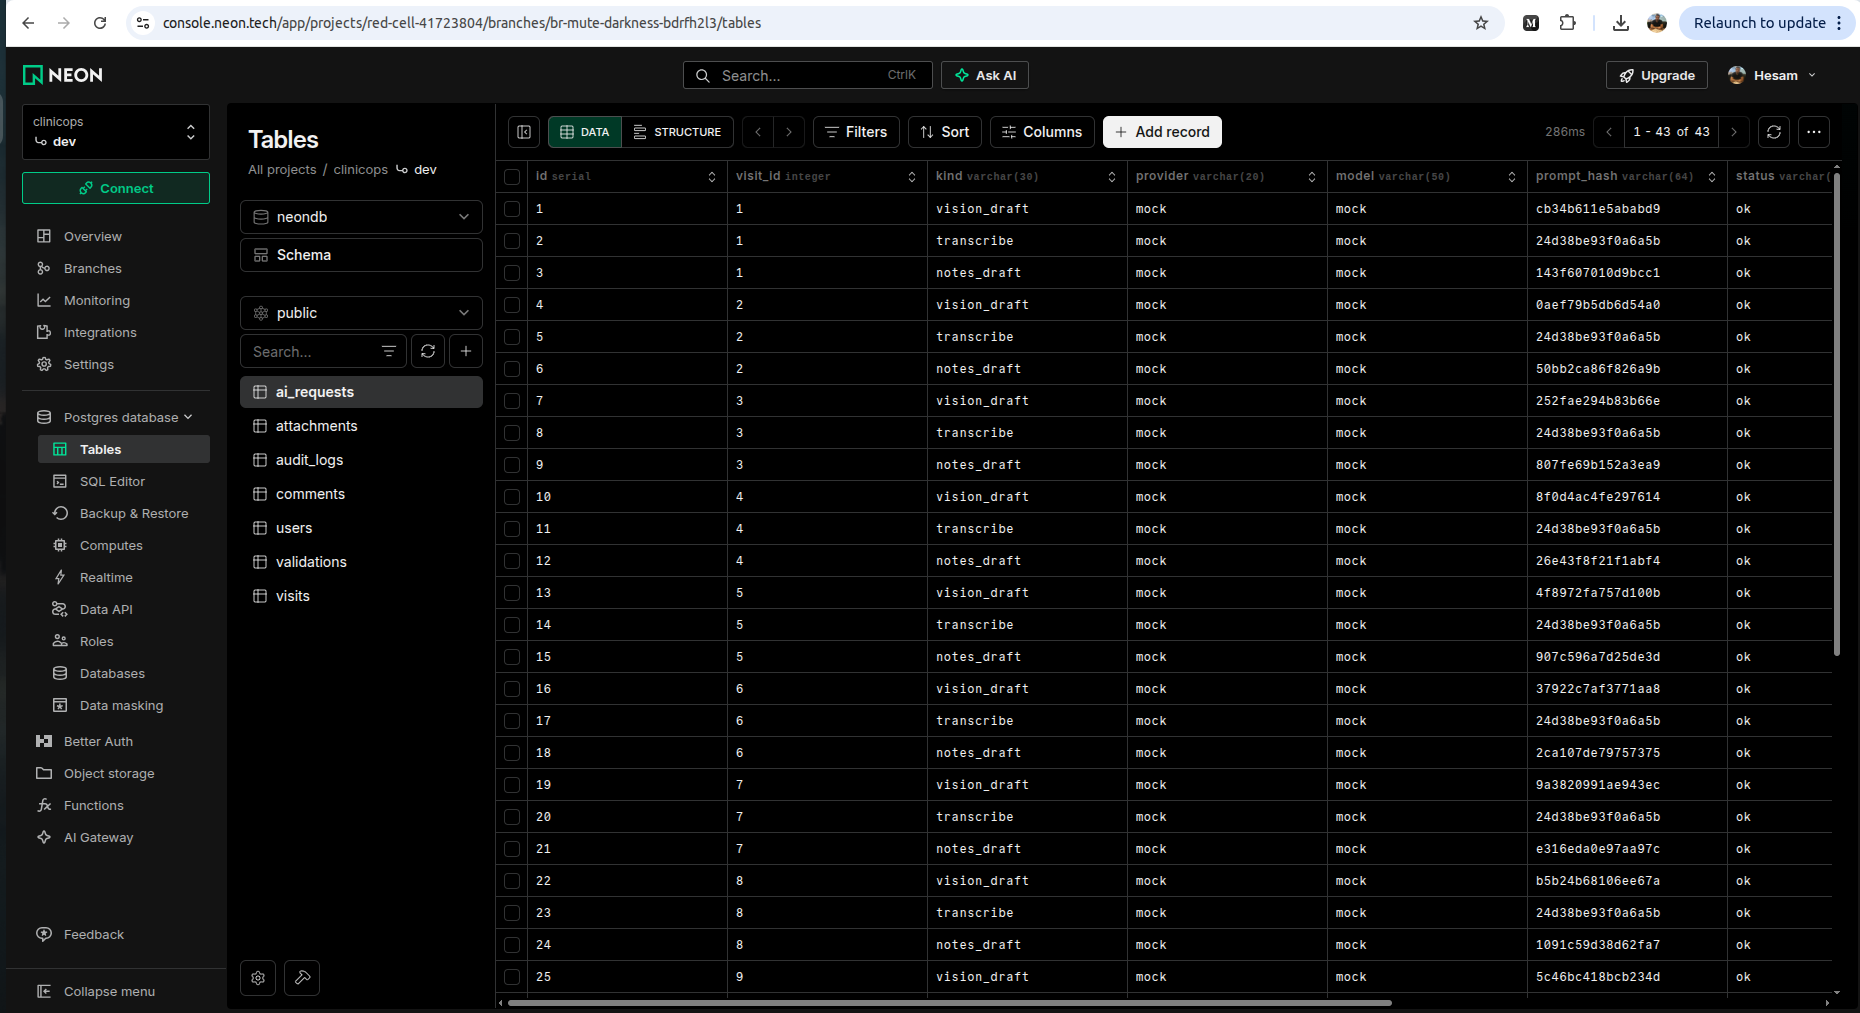 console.neon.tech/app/projects/red-cell-41723804/branches/br-mute-darkness-bdrfh2l3/tables
M
Relaunch to update
NEON
Search...
CtrlK
Ask AI
Upgrade
Hesam
clinicops
dev
Connect
Overview
Branches
Monitoring
Integrations
Settings
Postgres database
Tables
SQL Editor
Backup & Restore
Computes
Realtime
Data API
Roles
Databases
Data masking
Better Auth
Object storage
Functions
AI Gateway
Feedback
Collapse menu
Tables
All projects / clinicops dev
neondb
Schema
public
Search...
ai_requests
attachments
audit_logs
comments
users
validations
visits
DATA STRUCTURE Filters Sort Columns Add record 286ms 1 - 43 of 43
id serial visit_id integer kind varchar(30) provider varchar(20) model varchar(50) prompt_hash varchar(64) status varchar(
1 1 vision_draft mock mock cb34b611e5ababd9 ok
2 1 transcribe mock mock 24d38be93f0a6a5b ok
3 1 notes_draft mock mock 143f607010d9bcc1 ok
4 2 vision_draft mock mock 0aef79b5db6d54a0 ok
5 2 transcribe mock mock 24d38be93f0a6a5b ok
6 2 notes_draft mock mock 50bb2ca86f826a9b ok
7 3 vision_draft mock mock 252fae294b83b66e ok
8 3 transcribe mock mock 24d38be93f0a6a5b ok
9 3 notes_draft mock mock 807fe69b152a3ea9 ok
10 4 vision_draft mock mock 8f0d4ac4fe297614 ok
11 4 transcribe mock mock 24d38be93f0a6a5b ok
12 4 notes_draft mock mock 26e43f8f21f1abf4 ok
13 5 vision_draft mock mock 4f8972fa757d100b ok
14 5 transcribe mock mock 24d38be93f0a6a5b ok
15 5 notes_draft mock mock 907c596a7d25de3d ok
16 6 vision_draft mock mock 37922c7af3771aa8 ok
17 6 transcribe mock mock 24d38be93f0a6a5b ok
18 6 notes_draft mock mock 2ca107de79757375 ok
19 7 vision_draft mock mock 9a3820991ae943ec ok
20 7 transcribe mock mock 24d38be93f0a6a5b ok
21 7 notes_draft mock mock e316eda0e97aa97c ok
22 8 vision_draft mock mock b5b24b68106ee67a ok
23 8 transcribe mock mock 24d38be93f0a6a5b ok
24 8 notes_draft mock mock 1091c59d38d62fa7 ok
25 9 vision_draft mock mock 5c46bc418bcb234d ok